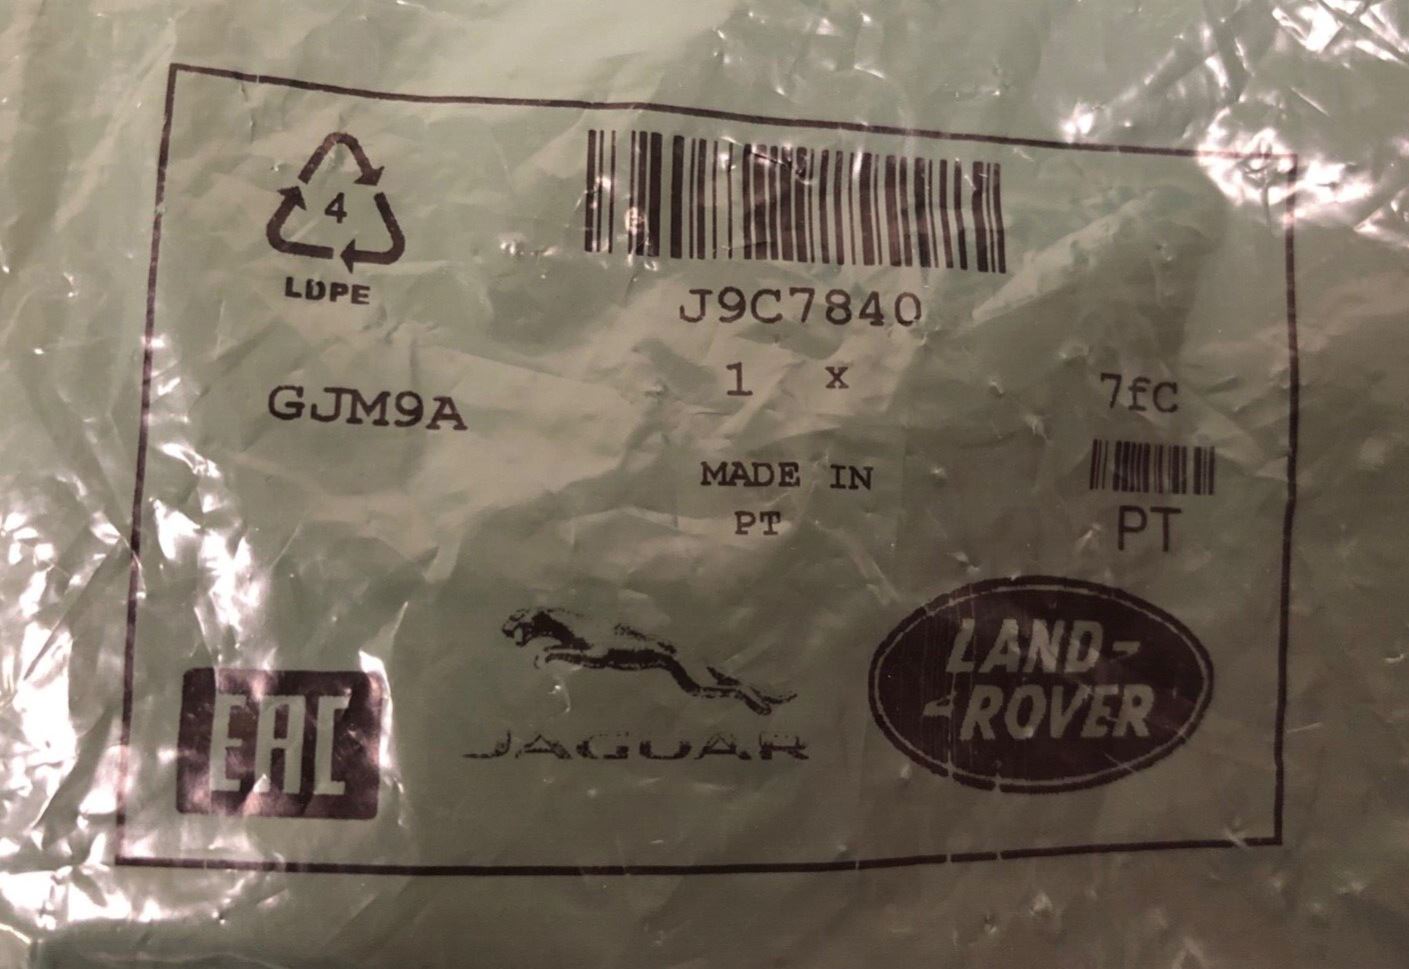 4
LDPE
J9C7840
1 x
7fC
GJM9A
MADE IN
PT
PT
EAC
JAGUAR
LAND-
-ROVER